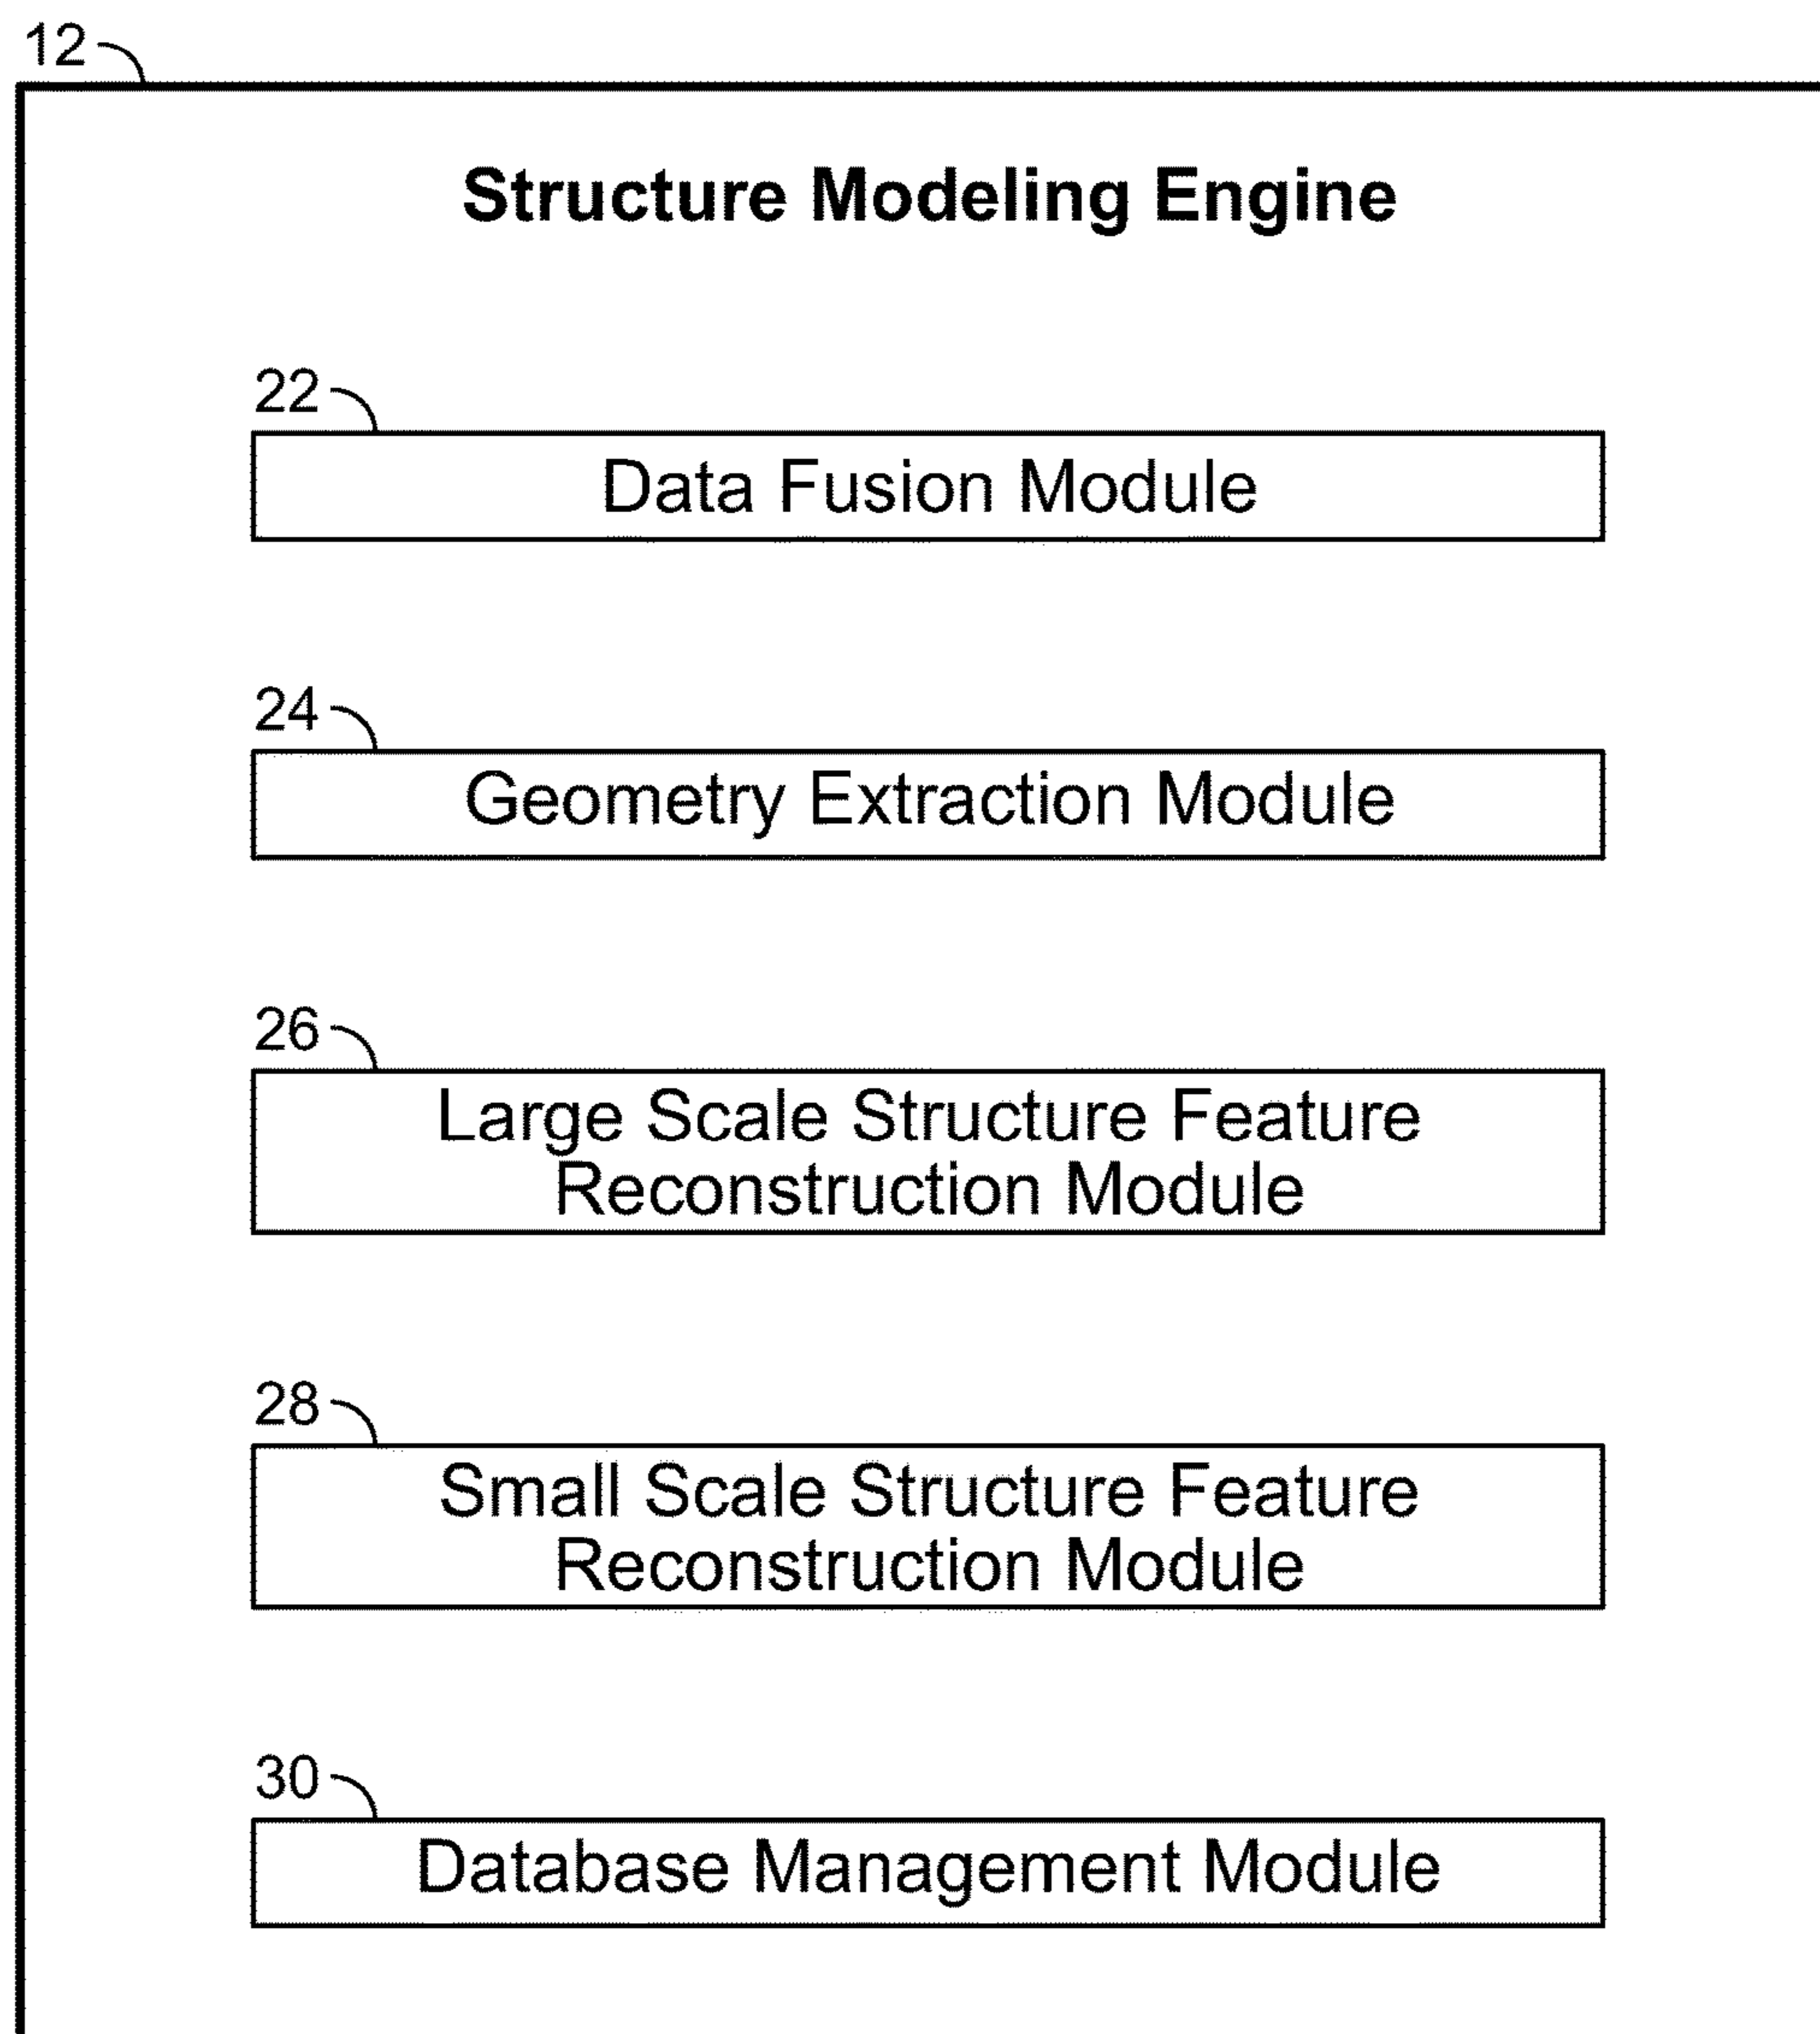 12
Structure Modeling Engine
22
Data Fusion Module
24
Geometry Extraction Module
26
Large Scale Structure Feature
Reconstruction Module
28
Small Scale Structure Feature
Reconstruction Module
30
Database Management Module